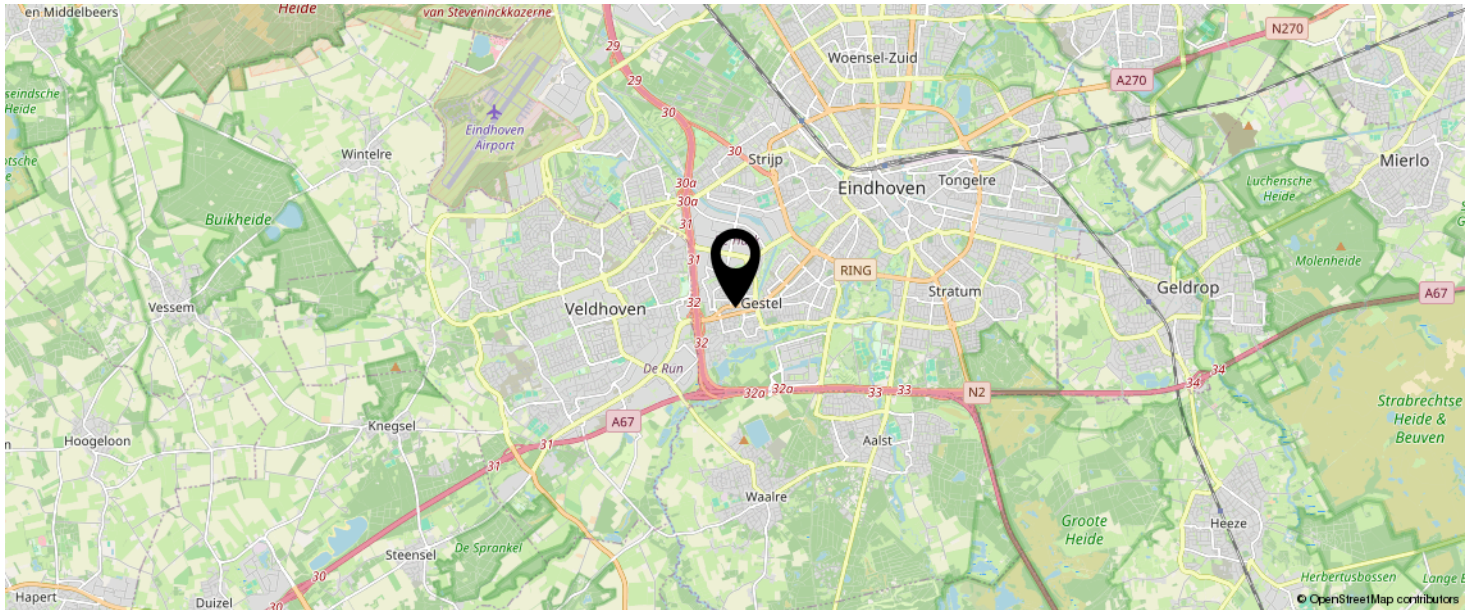 en Middelbeers
Heide
van Steveninckkazerne
29
29
30
N270
Woensel-Zuid
A270
seindsche
Heide
Eindhoven
Airport
Wintelre
30
Strijp
Mierlo
Eindhoven
Tongelre
30a
30a
Luchensche
Heide
Buikheide
31
31
Molenheide
RING
Stratum
Geldrop
A67
Vessem
Veldhoven
32
Gestel
32
De Run
34
34
32a
32a
33
33
N2
Strabrechtse
Heide &
Beuven
Knegsel
A67
Hoogeloon
31
31
Aalst
Waalre
Groote
Heide
Heeze
Steensel
De Sprankel
30
30
Hapert
Duizel
Herbertusbossen
© OpenStreetMap contributors